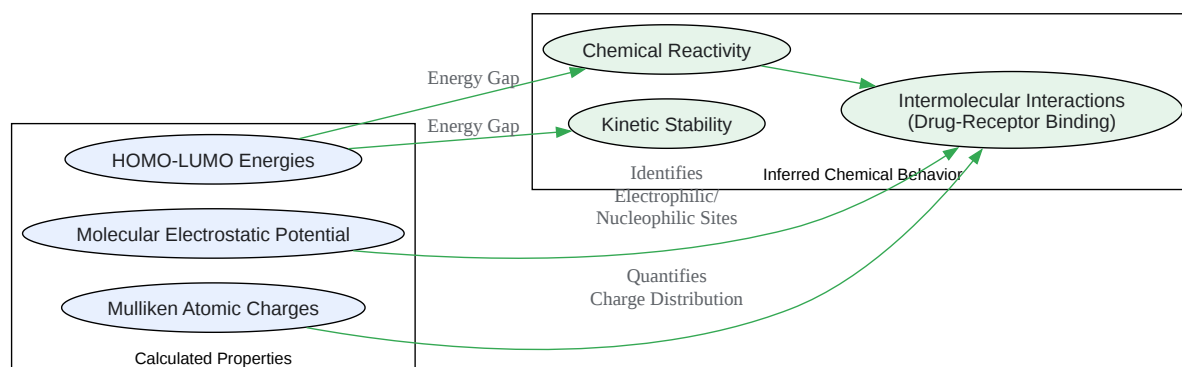 Chemical Reactivity
Energy Gap
Intermolecular Interactions
(Drug-Receptor Binding)
Kinetic Stability
Energy Gap
HOMO-LUMO Energies
Inferred Chemical Behavior
Identifies
Electrophilic/
Nucleophilic Sites
Molecular Electrostatic Potential
Quantifies
Charge Distribution
Mulliken Atomic Charges
Calculated Properties